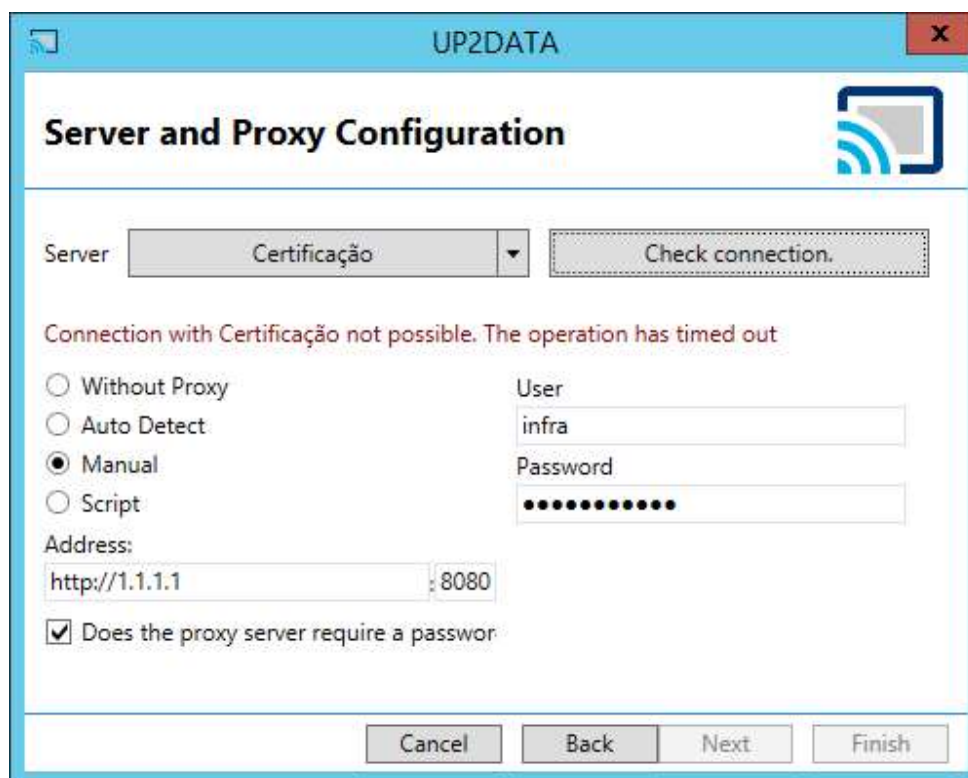 UP2DATA
x
Server and Proxy Configuration
Server Certificação Check connection.
Connection with Certificação not possible. The operation has timed out
Without Proxy
Auto Detect
Manual
Script
User
infra
Password
●●●●●●●●●●●
Address:
http://1.1.1.1 : 8080
Does the proxy server require a passwor
Cancel Back Next Finish